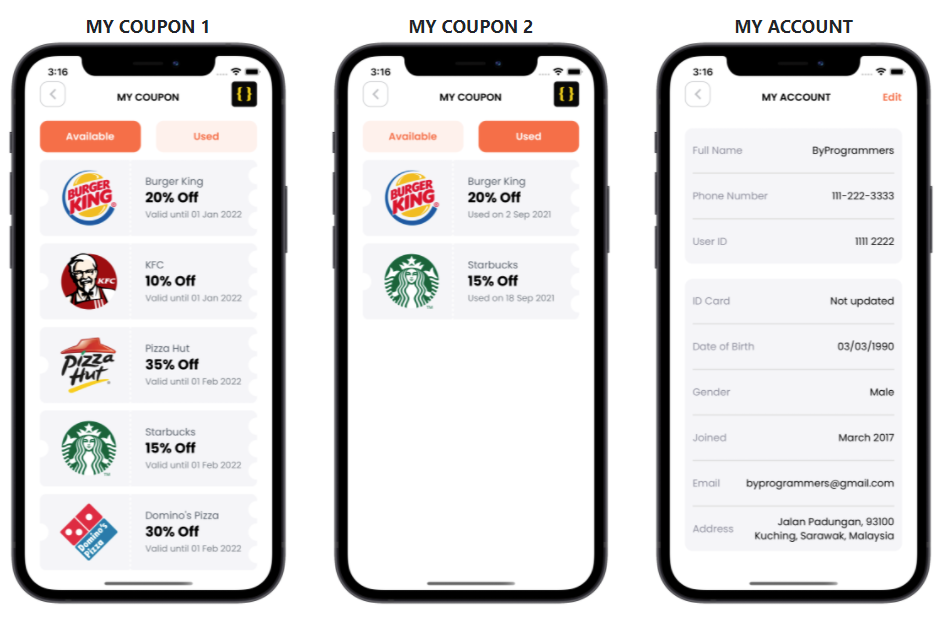 MY COUPON 1
3:16
MY COUPON
{ }
Available
Used
BURGER
KING
Burger King
20% Off
Valid until 01 Jan 2022
KFC
KFC
10% Off
Valid until 01 Jan 2022
Pizza
Hut
Pizza Hut
35% Off
Valid until 01 Feb 2022
Starbucks
15% Off
Valid until 01 Feb 2022
Domino's
Pizza
Domino's Pizza
30% Off
Valid until 01 Feb 2022
MY COUPON 2
3:16
MY COUPON
{ }
Available
Used
BURGER
KING
Burger King
20% Off
Used on 2 Sep 2021
Starbucks
15% Off
Used on 18 Sep 2021
MY ACCOUNT
3:16
MY ACCOUNT
Edit
Full Name ByProgrammers
Phone Number 111-222-3333
User ID 1111 2222
ID Card Not updated
Date of Birth 03/03/1990
Gender Male
Joined March 2017
Email byprogrammers@gmail.com
Address Jalan Padungan, 93100
Kuching, Sarawak, Malaysia